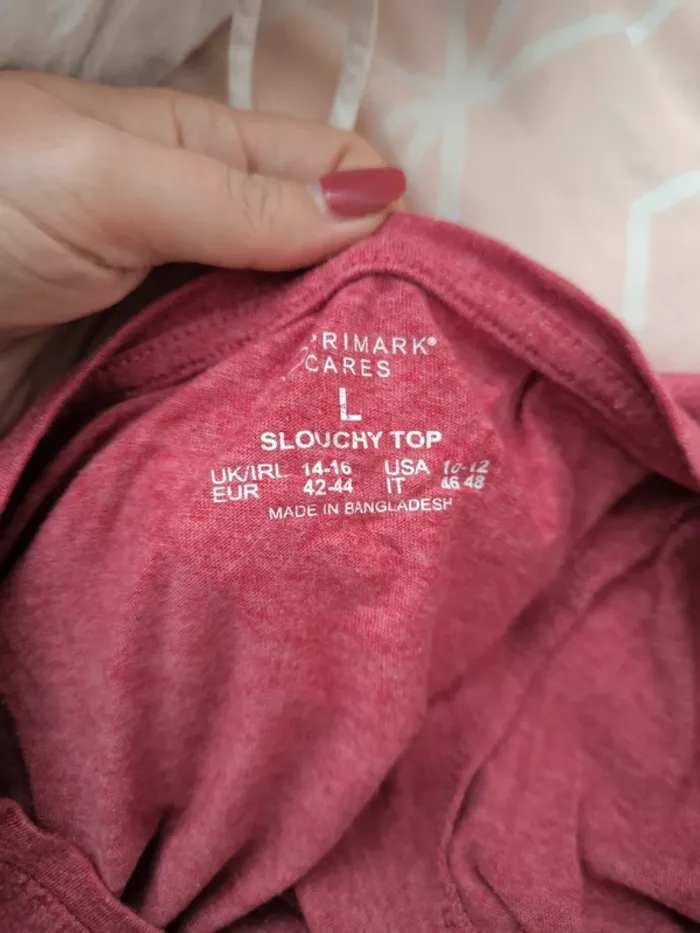 PRIMARK®
CARES
L
SLOUCHY TOP
UK/IRL 14-16 USA 10-12
EUR 42-44 IT 46-48
MADE IN BANGLADESH